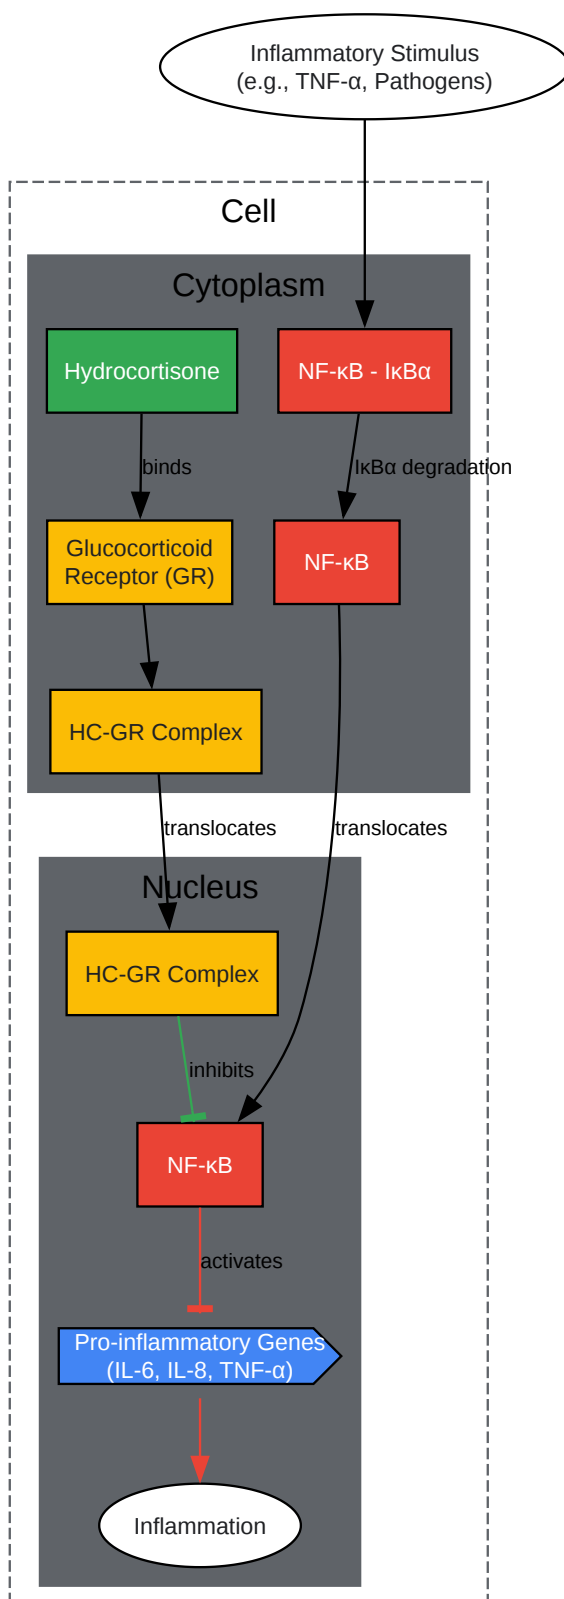 Inflammatory Stimulus
(e.g., TNF-α, Pathogens)
Cell
Cytoplasm
Hydrocortisone
NF-κB - IκBα
binds
IκBα degradation
Glucocorticoid
Receptor (GR)
NF-κB
HC-GR Complex
translocates
translocates
Nucleus
HC-GR Complex
inhibits
NF-κB
activates
Pro-inflammatory Genes
(IL-6, IL-8, TNF-α)
Inflammation